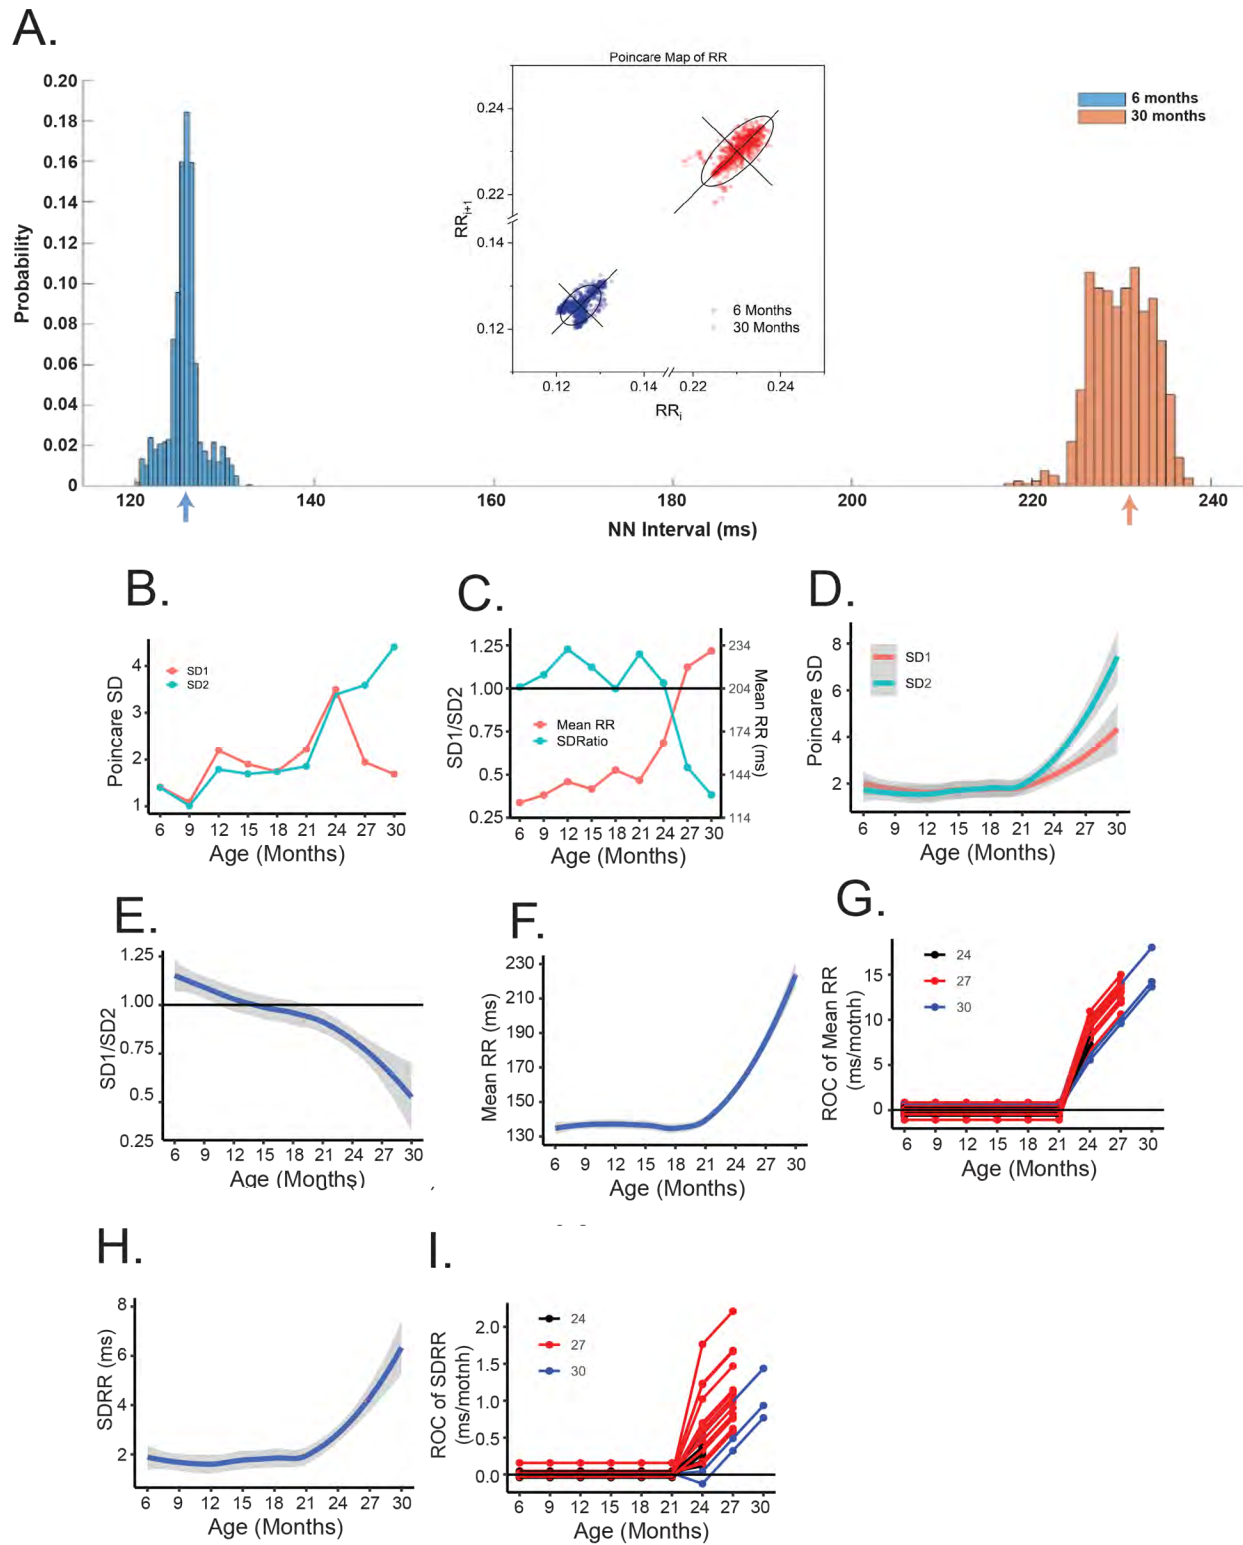 A.
Poincare Map of RR
0.20
0.18
0.16
0.14
0.12
0.10
0.08
0.06
0.04
0.02
0
Probability
6 months
30 months
0.24
0.22
0.14
0.12
RRi+1
6 Months
30 Months
0.12 0.14 0.22 0.24
RRi
120 140 160 180 200 220 240
NN Interval (ms)
B.
4
3
2
1
Poincare SD
SD1
SD2
6 9 12 15 18 21 24 27 30
Age (Months)
C.
1.25
1.00
0.75
0.5
0.25
SD1/SD2
234
204
174
144
114
Mean RR (ms)
Mean RR
SDRatio
6 9 12 15 18 21 24 27 30
Age (Months)
D.
8
6
4
2
Poincare SD
SD1
SD2
6 9 12 15 18 21 24 27 30
Age (Months)
E.
1.25
1.00
0.75
0.5
0.25
SD1/SD2
6 9 12 15 18 21 24 27 30
Age (Months)
F.
230
210
190
170
150
130
Mean RR (ms)
6 9 12 15 18 21 24 27 30
Age (Months)
G.
15
10
5
0
ROC of Mean RR
(ms/motnh)
24
27
30
6 9 12 15 18 21 24 27 30
Age (Months)
H.
8
6
4
2
SDRR (ms)
6 9 12 15 18 21 24 27 30
Age (Months)
I.
2.0
1.5
1.0
0.5
0.0
ROC of SDRR
(ms/motnh)
24
27
30
6 9 12 15 18 21 24 27 30
Age (Months)